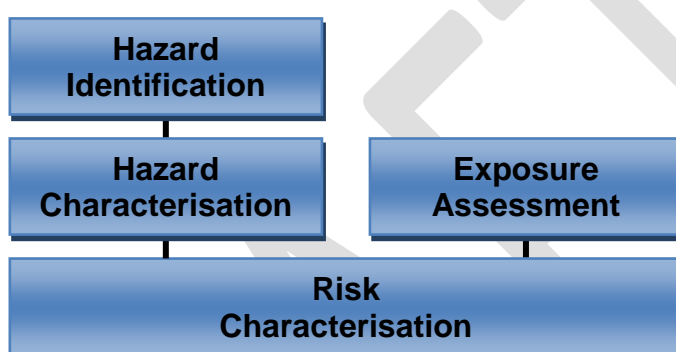 Hazard
Identification
Hazard
Characterisation
Exposure
Assessment
Risk
Characterisation